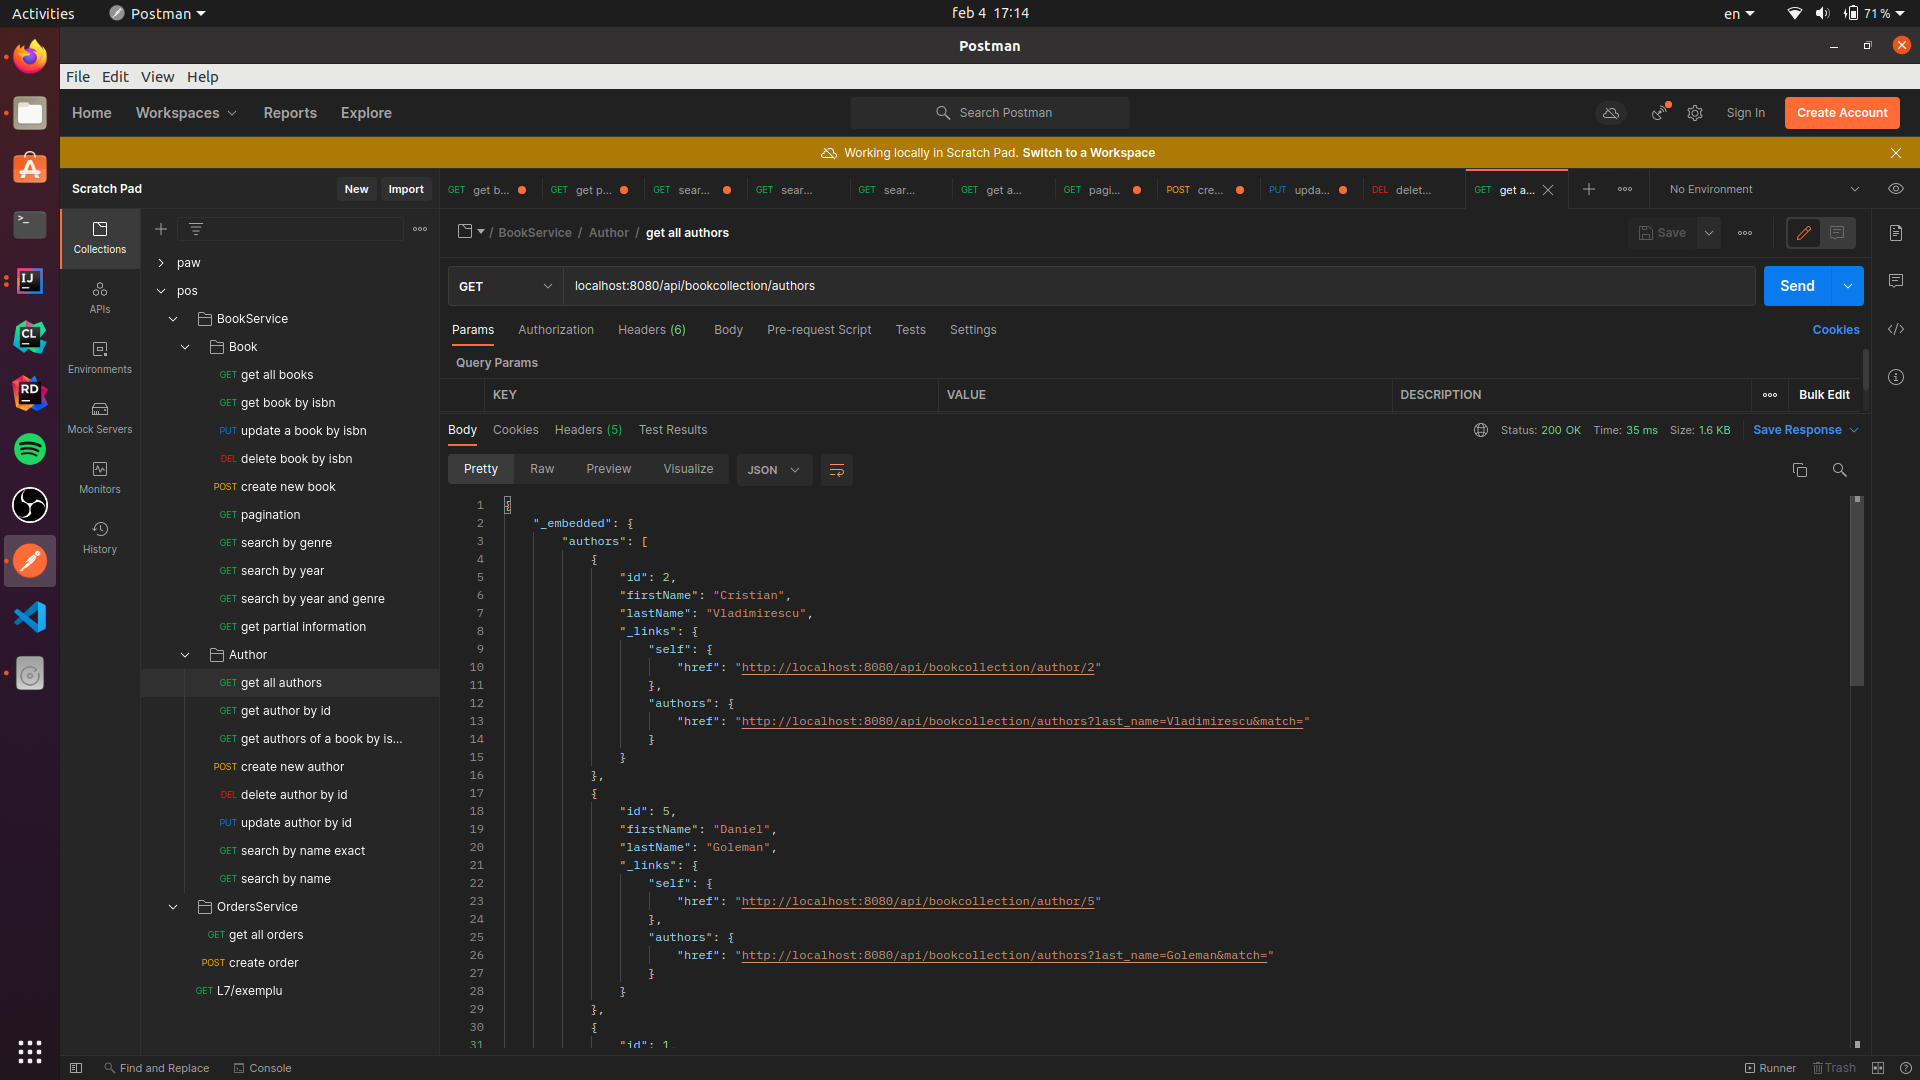 Activities
Postman
feb 4 17:14
en
71 %
Postman
File Edit View Help
Home Workspaces Reports Explore
Search Postman
Sign In
Create Account
Working locally in Scratch Pad. Switch to a Workspace
Scratch Pad
New Import
GET get b...
GET get p...
GET sear...
GET sear...
GET sear...
GET get a...
GET pagi...
POST cre...
PUT upda...
DEL delet...
GET get a...
No Environment
Collections
APIs
Environments
Mock Servers
Monitors
History
paw
pos
BookService
Book
GET get all books
GET get book by isbn
PUT update a book by isbn
DEL delete book by isbn
POST create new book
GET pagination
GET search by genre
GET search by year
GET search by year and genre
GET get partial information
Author
GET get all authors
GET get author by id
GET get authors of a book by is...
POST create new author
DEL delete author by id
PUT update author by id
GET search by name exact
GET search by name
OrdersService
GET get all orders
POST create order
GET L7/exemplu
/ BookService / Author / get all authors
Save
GET localhost:8080/api/bookcollection/authors
Send
Params Authorization Headers (6) Body Pre-request Script Tests Settings
Cookies
Query Params
KEY VALUE DESCRIPTION
Bulk Edit
Body Cookies Headers (5) Test Results
Status: 200 OK Time: 35 ms Size: 1.6 KB
Save Response
Pretty Raw Preview Visualize JSON
1 {
2 "_embedded": {
3 "authors": [
4 {
5 "id": 2,
6 "firstName": "Cristian",
7 "lastName": "Vladimirescu",
8 "_links": {
9 "self": {
10 "href": "http://localhost:8080/api/bookcollection/author/2"
11 },
12 "authors": {
13 "href": "http://localhost:8080/api/bookcollection/authors?last_name=Vladimirescu&match="
14 }
15 }
16 },
17 {
18 "id": 5,
19 "firstName": "Daniel",
20 "lastName": "Goleman",
21 "_links": {
22 "self": {
23 "href": "http://localhost:8080/api/bookcollection/author/5"
24 },
25 "authors": {
26 "href": "http://localhost:8080/api/bookcollection/authors?last_name=Goleman&match="
27 }
28 }
29 },
30 {
31 "id": 1,
Find and Replace
Console
Runner
Trash
IJ
CL
RD